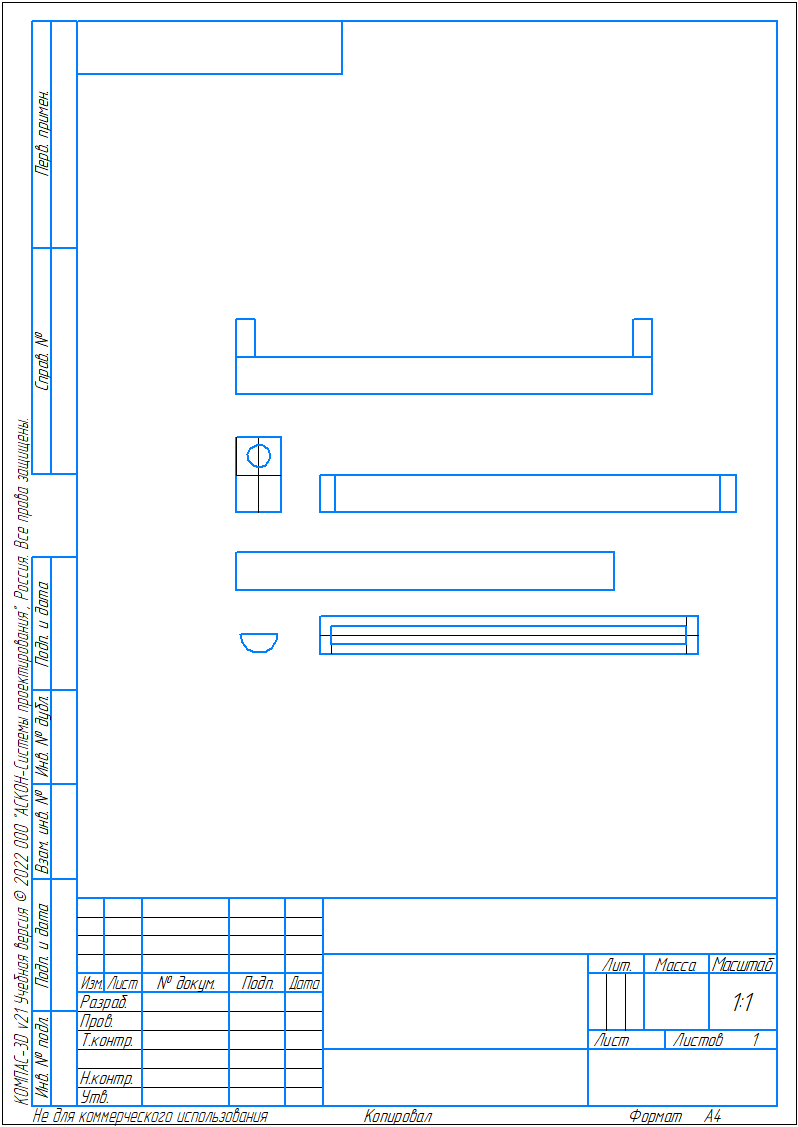 Перв. примен.
Справ. №
Подп. и дата
Инв. № дубл.
Взам. инв. №
Подп. и дата
Инв. № подл.
КОМПАС-3D v21 Учебная версия © 2022 ООО "АСКОН-Системы проектирования", Россия. Все права защищены.
Лит. Масса Масштаб
Изм. Лист № докум. Подп. Дата
Разраб.
1:1
Пров.
Т.контр. Лист Листов 1
Н.контр.
Утв.
Не для коммерческого использования Копировал Формат А4